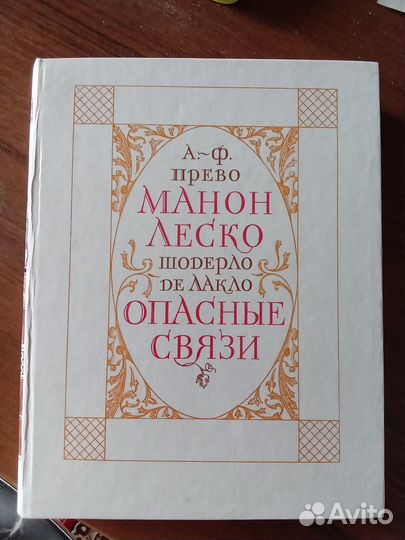 А.-Ф.
ПРЕВО
МАНОН
ЛЕСКО
ШОДЕРЛО
ДЕ ЛАКЛО
ОПАСНЫЕ
СВЯЗИ
Avito